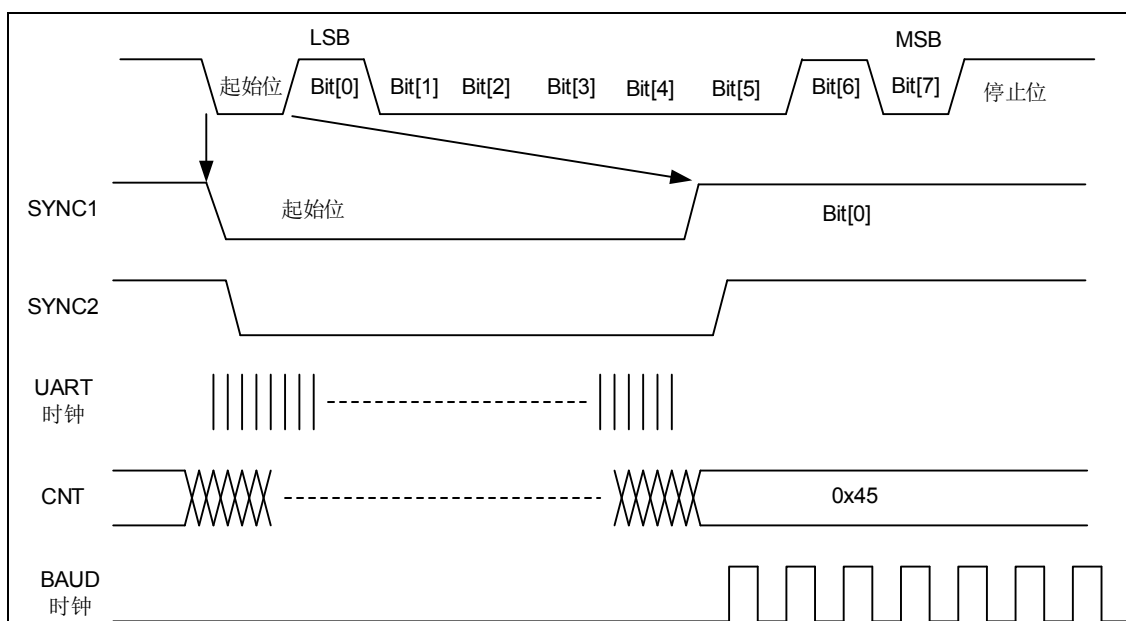 LSB MSB
起始位 Bit[0] Bit[1] Bit[2] Bit[3] Bit[4] Bit[5] Bit[6] Bit[7] 停止位
SYNC1 起始位 Bit[0]
SYNC2
UART
时钟
CNT 0x45
BAUD
时钟